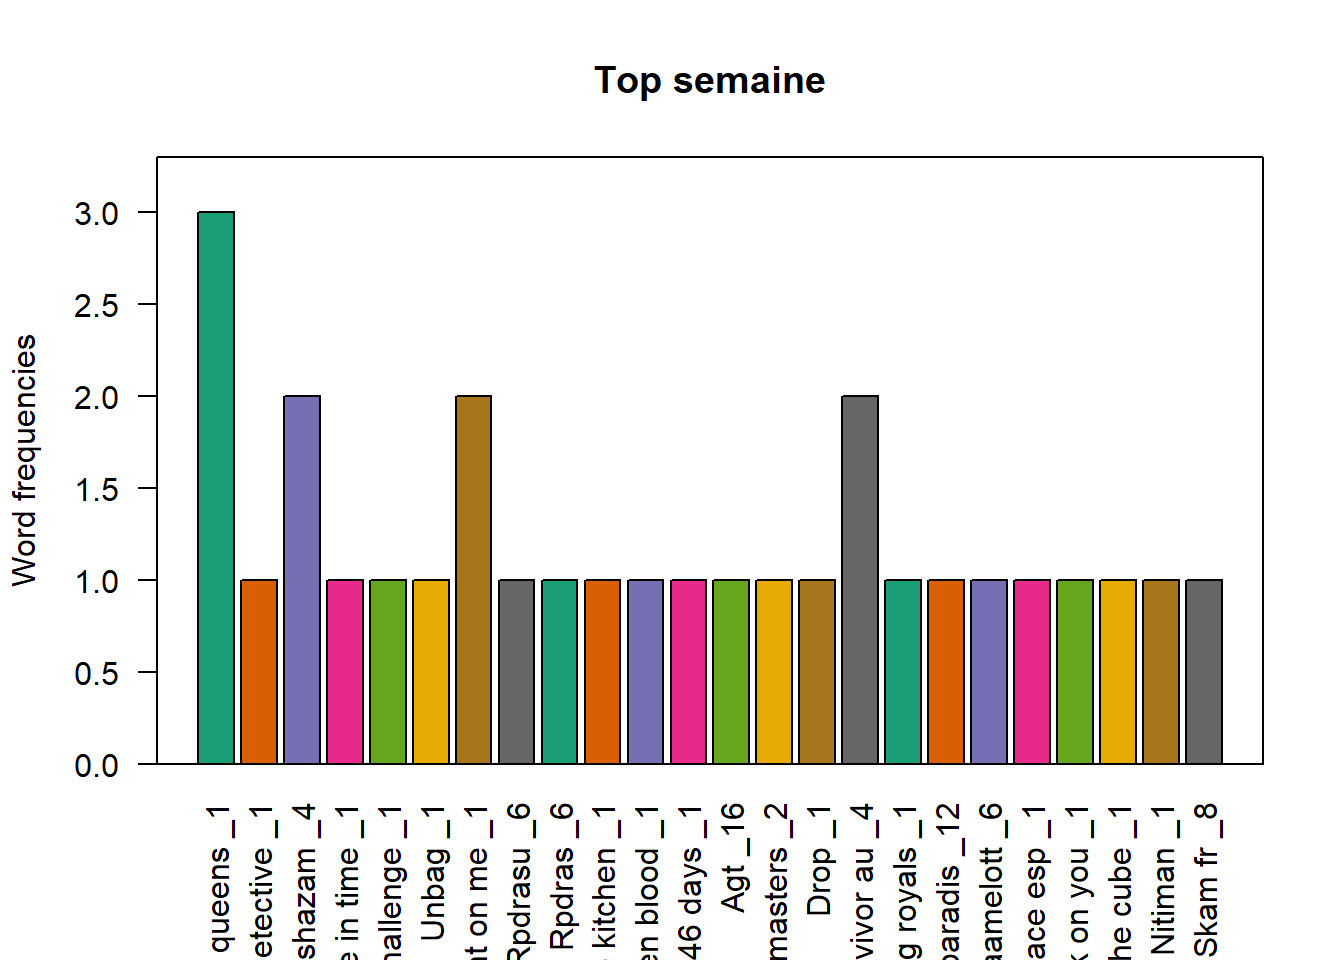 Top semaine
Word frequencies
3.0
2.5
2.0
1.5
1.0
0.5
0.0
queens _1
etective _1
shazam _4
e in time _1
hallenge _1
Unbag _1
nt on me _1
Rpdrasu _6
Rpdras _6
kitchen _1
en blood _1
46 days _1
Agt _16
masters _2
Drop _1
vivor au _4
g royals _1
paradis _12
aamelott _6
ace esp _1
k on you _1
he cube _1
Nitiman _1
Skam fr _8